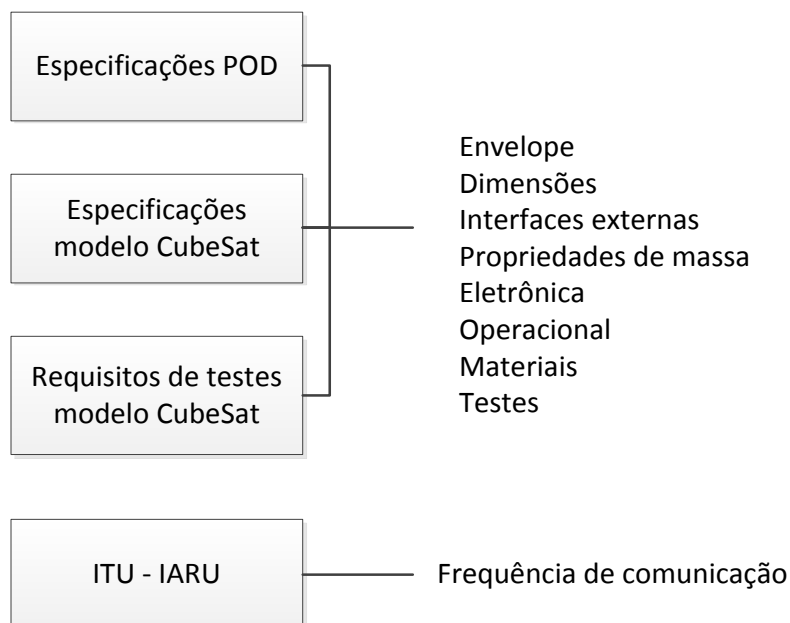 Especificações POD
Especificações
modelo CubeSat
Requisitos de testes
modelo CubeSat
Envelope
Dimensões
Interfaces externas
Propriedades de massa
Eletrônica
Operacional
Materiais
Testes
ITU - IARU
Frequência de comunicação